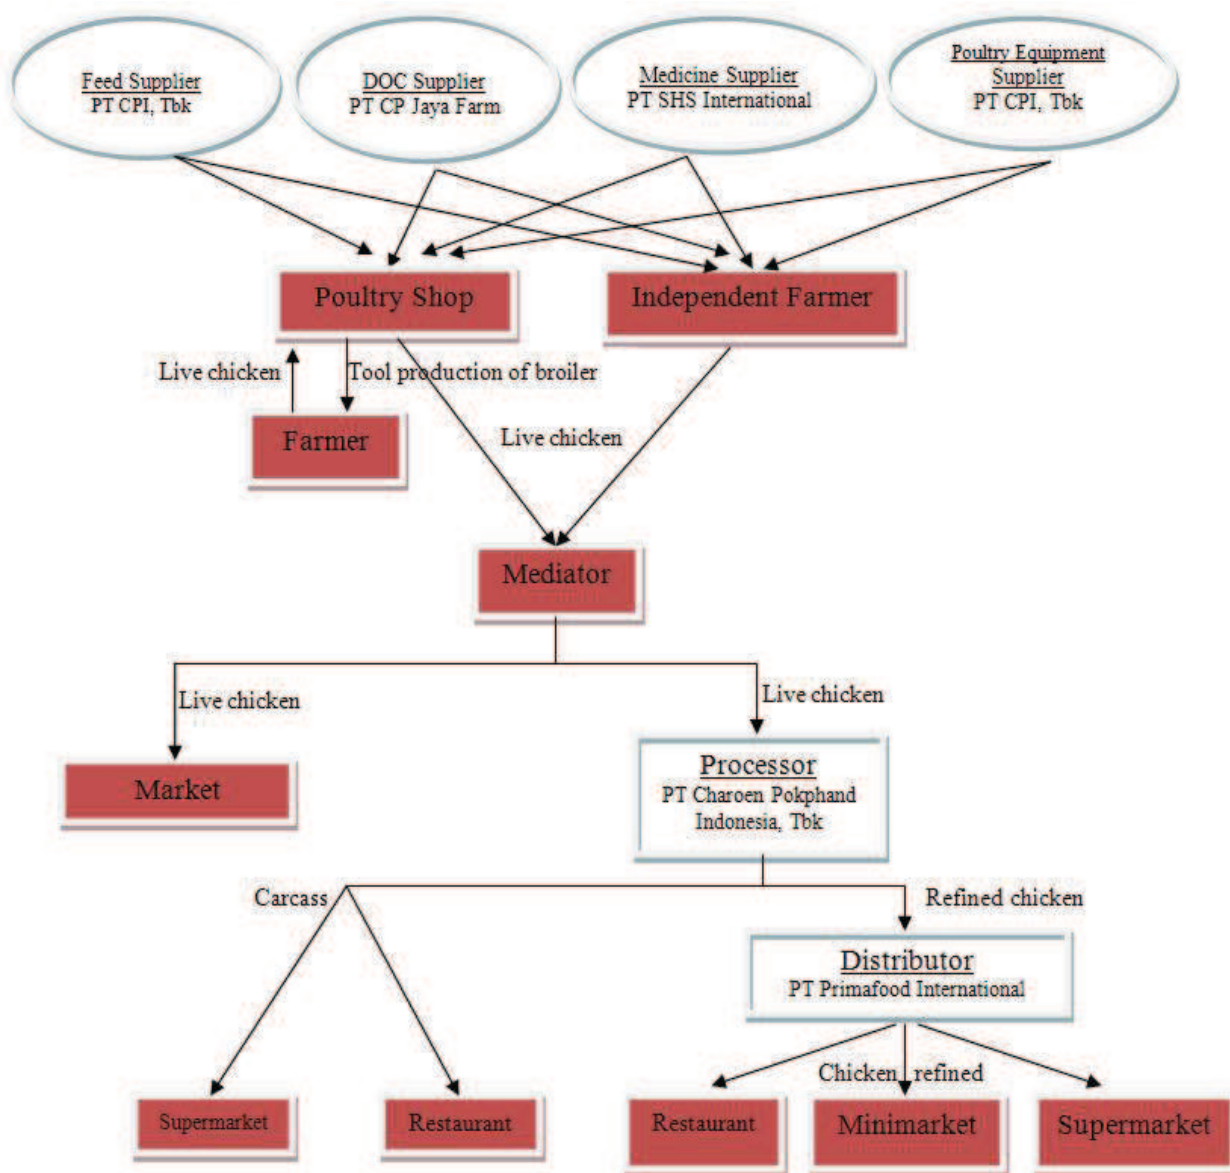 Feed Supplier
PT CPI, Tbk
DOC Supplier
PT CP Jaya Farm
Medicine Supplier
PT SHS International
Poultry Equipment
Supplier
PT CPI, Tbk
Poultry Shop
Independent Farmer
Live chicken
Tool production of broiler
Farmer
Live chicken
Mediator
Live chicken
Live chicken
Market
Processor
PT Charoen Pokphand
Indonesia, Tbk
Carcass
Refined chicken
Distributor
PT Primafood International
Chicken refined
Supermarket
Restaurant
Restaurant
Minimarket
Supermarket